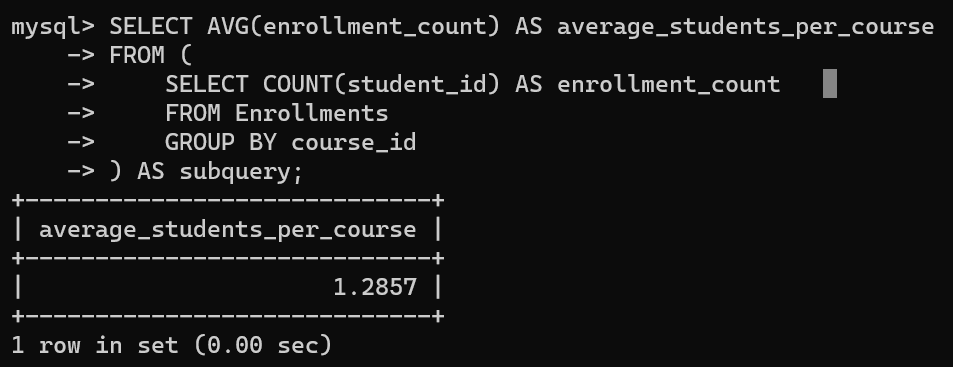 mysql> SELECT AVG(enrollment_count) AS average_students_per_course
    -> FROM (
    ->     SELECT COUNT(student_id) AS enrollment_count
    ->     FROM Enrollments
    ->     GROUP BY course_id
    -> ) AS subquery;
+-----------------------------+
| average_students_per_course |
+-----------------------------+
|                      1.2857 |
+-----------------------------+
1 row in set (0.00 sec)